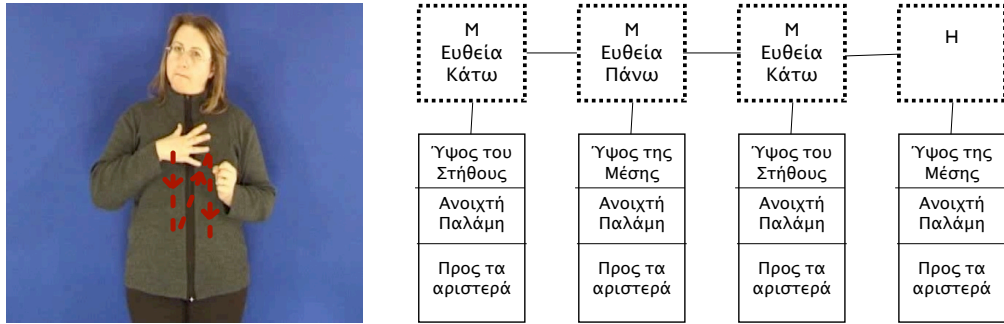 Μ
Ευθεία
Κάτω
Μ
Ευθεία
Πάνω
Μ
Ευθεία
Κάτω
Η
Ύψος του
Στήθους
Ανοιχτή
Παλάμη
Προς τα
αριστερά
Ύψος της
Μέσης
Ανοιχτή
Παλάμη
Προς τα
αριστερά
Ύψος του
Στήθους
Ανοιχτή
Παλάμη
Προς τα
αριστερά
Ύψος της
Μέσης
Ανοιχτή
Παλάμη
Προς τα
αριστερά